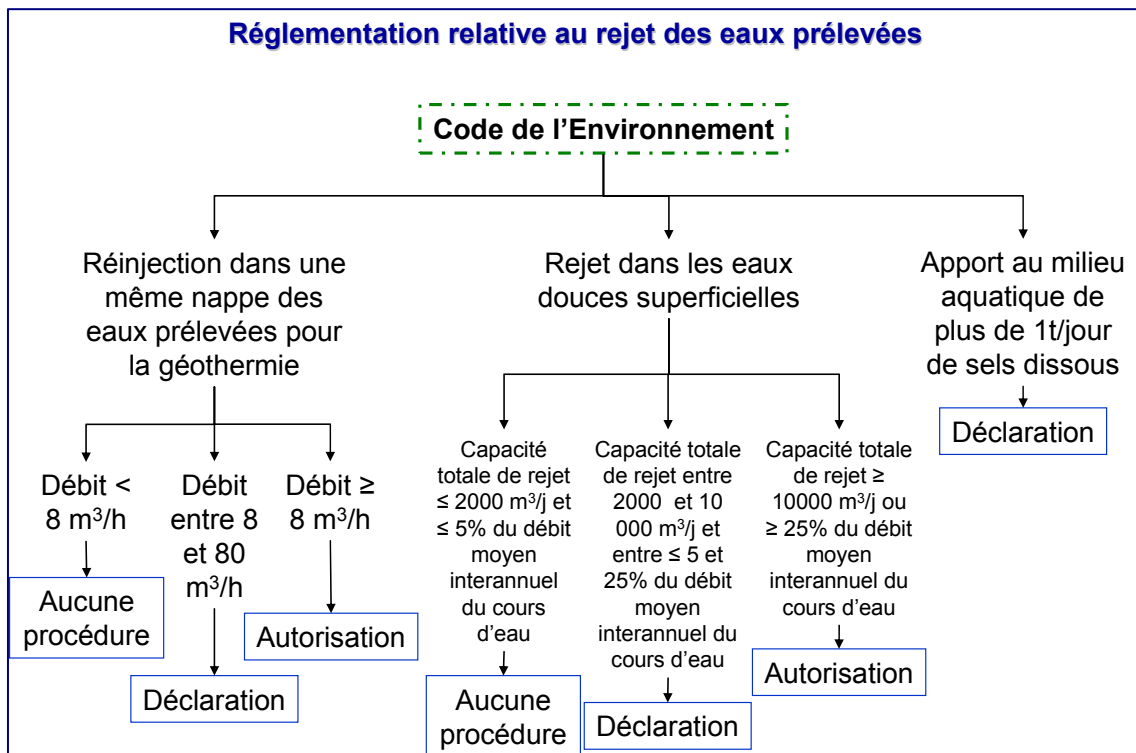 Réglementation relative au rejet des eaux prélevées
Code de l'Environnement
Réinjection dans une
même nappe des
eaux prélevées pour
la géothermie
Débit <
8 m³/h
Aucune
procédure
Débit
entre 8
et 80
m³/h
Déclaration
Débit ≥
8 m³/h
Autorisation
Rejet dans les eaux
douces superficielles
Capacité
totale de rejet
≤ 2000 m³/j et
≤ 5% du débit
moyen
interannuel
du cours
d'eau
Aucune
procédure
Capacité totale
de rejet entre
2000 et 10
000 m³/j et
entre ≤ 5 et
25% du débit
moyen
interannuel du
cours d'eau
Déclaration
Capacité totale
de rejet ≥
10000 m³/j ou
≥ 25% du débit
moyen
interannuel du
cours d'eau
Autorisation
Apport au milieu
aquatique de
plus de 1t/jour
de sels dissous
Déclaration